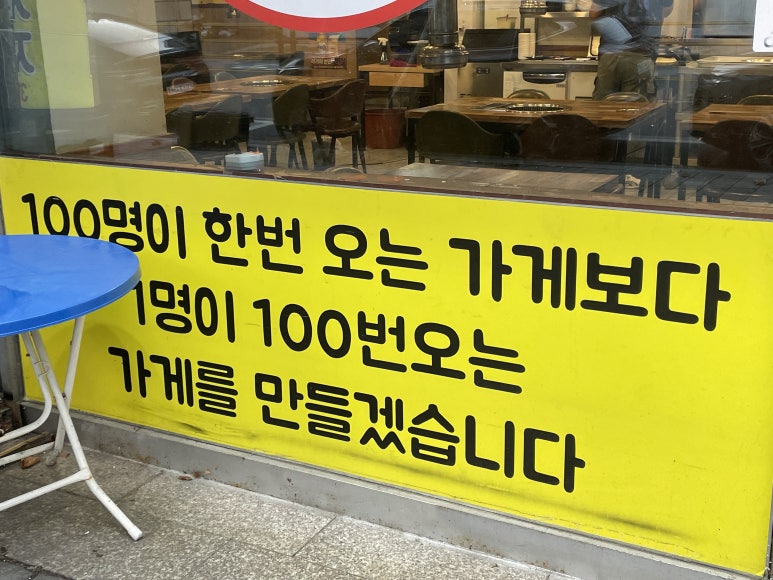 100명이 한번 오는 가게보다
1명이 100번오는
가게를 만들겠습니다